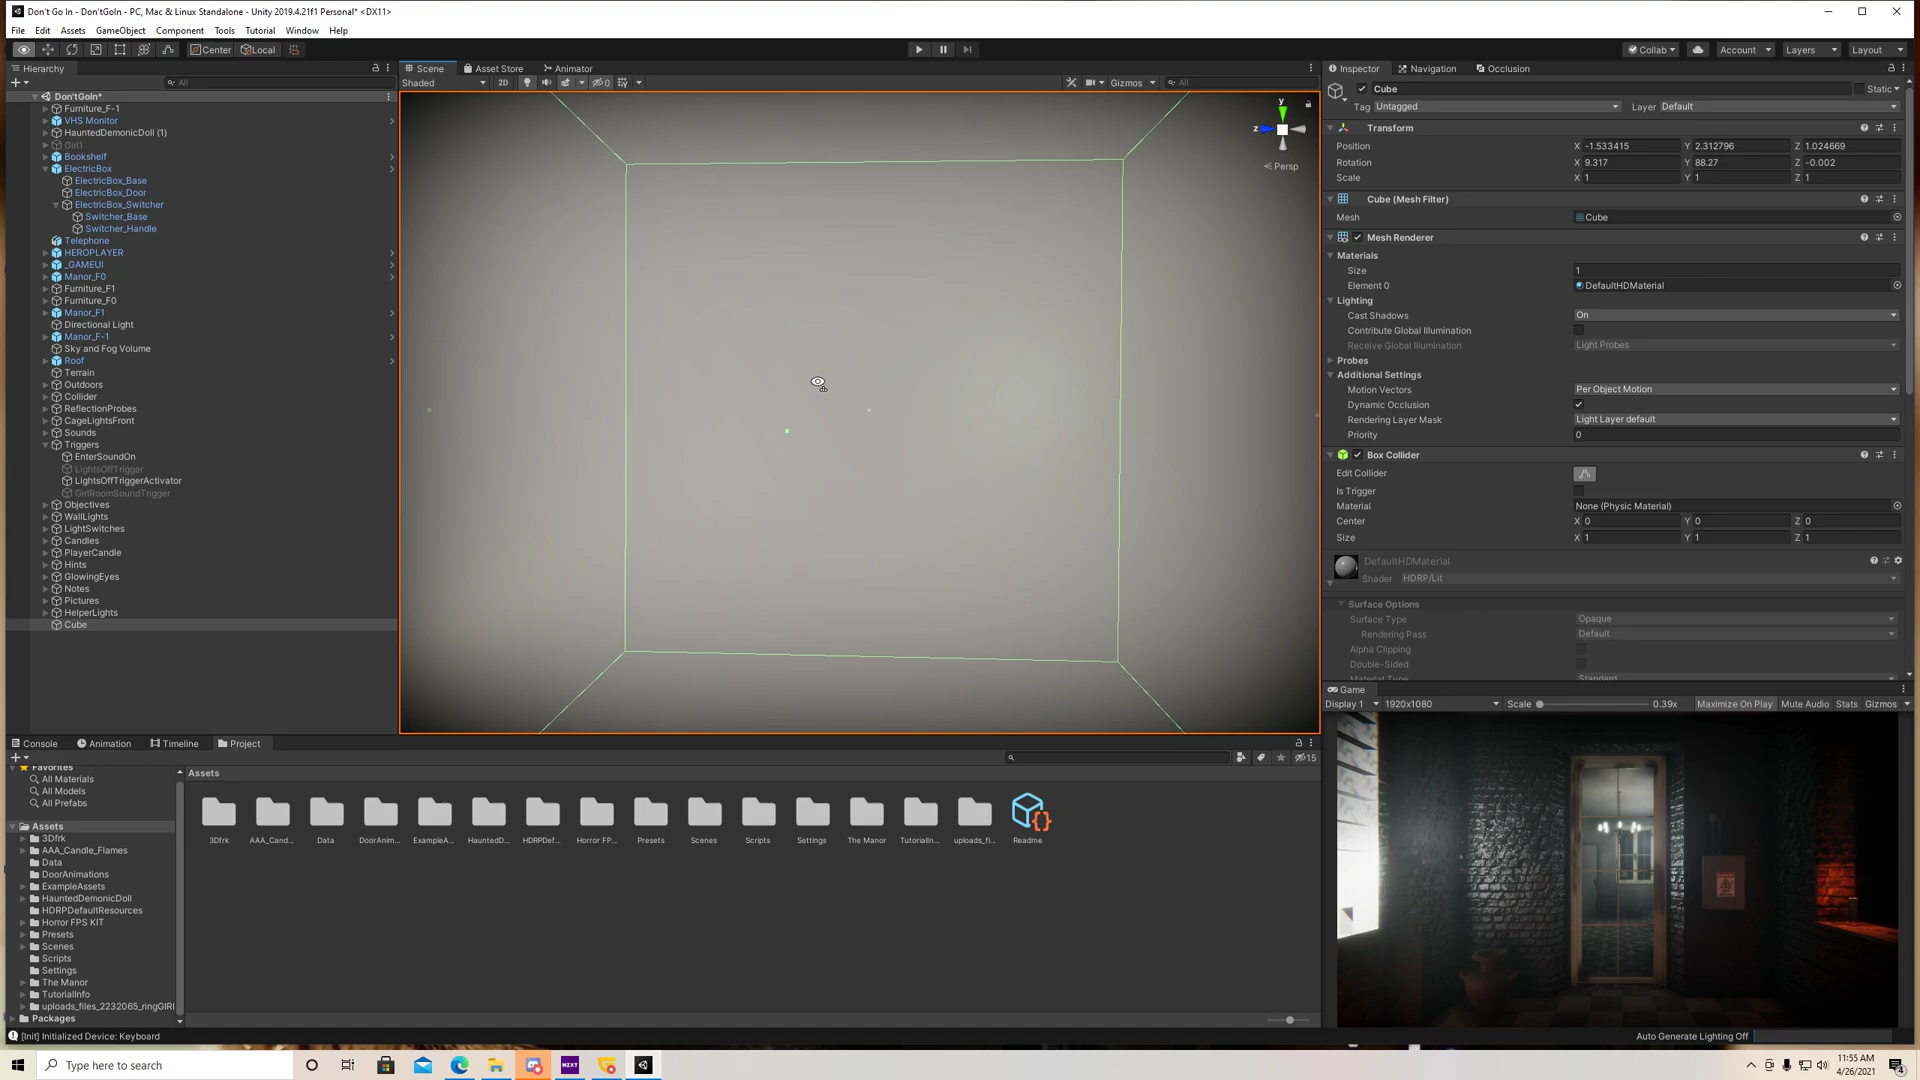 Don't Go In - Don'tGoIn - PC, Mac & Linux Standalone - Unity 2019.4.21f1 Personal* <DX11>
File Edit Assets GameObject Component Tools Tutorial Window Help
Center Local Collab Account Layers Layout
Hierarchy
All
Don'tGoIn*
Furniture_F-1
VHS Monitor
HauntedDemonicDoll (1)
Girl1
Bookshelf
ElectricBox
ElectricBox_Base
ElectricBox_Door
ElectricBox_Switcher
Switcher_Base
Switcher_Handle
Telephone
HEROPLAYER
_GAMEUI
Manor_F0
Furniture_F1
Furniture_F0
Manor_F1
Directional Light
Manor_F-1
Sky and Fog Volume
Roof
Terrain
Outdoors
Collider
ReflectionProbes
CageLightsFront
Sounds
Triggers
EnterSoundOn
LightsOffTrigger
LightsOffTriggerActivator
GirlRoomSoundTrigger
Objectives
WallLights
LightSwitches
Candles
PlayerCandle
Hints
GlowingEyes
Notes
Pictures
HelperLights
Cube
Scene Asset Store Animator
Shaded 2D 0 Gizmos All
y
z
Persp
Inspector Navigation Occlusion
Cube Static
Tag Untagged Layer Default
Transform
Position X -1.533415 Y 2.312796 Z 1.024669
Rotation X 9.317 Y 88.27 Z -0.002
Scale X 1 Y 1 Z 1
Cube (Mesh Filter)
Mesh Cube
Mesh Renderer
Materials
Size 1
Element 0 DefaultHDMaterial
Lighting
Cast Shadows On
Contribute Global Illumination
Receive Global Illumination Light Probes
Probes
Additional Settings
Motion Vectors Per Object Motion
Dynamic Occlusion
Rendering Layer Mask Light Layer default
Priority 0
Box Collider
Edit Collider
Is Trigger
Material None (Physic Material)
Center X 0 Y 0 Z 0
Size X 1 Y 1 Z 1
DefaultHDMaterial
Shader HDRP/Lit
Surface Options
Surface Type Opaque
Rendering Pass Default
Alpha Clipping
Double-Sided
Material Type Standard
Game
Display 1 1920x1080 Scale 0.39x Maximize On Play Mute Audio Stats Gizmos
Console Animation Timeline Project
15
Favorites
All Materials
All Models
All Prefabs
Assets
3Dfrk
AAA_Candle_Flames
Data
DoorAnimations
ExampleAssets
HauntedDemonicDoll
HDRPDefaultResources
Horror FPS KIT
Presets
Scenes
Scripts
Settings
The Manor
TutorialInfo
uploads_files_2232065_ringGIRl
Packages
Assets
3Dfrk AAA_Cand... Data DoorAnim... ExampleA... HauntedD... HDRPDef... Horror FP... Presets Scenes Scripts Settings The Manor TutorialIn... uploads_fi... Readme
[Init] Initialized Device: Keyboard
Auto Generate Lighting Off
Type here to search
NZXT
11:55 AM
4/26/2021
4